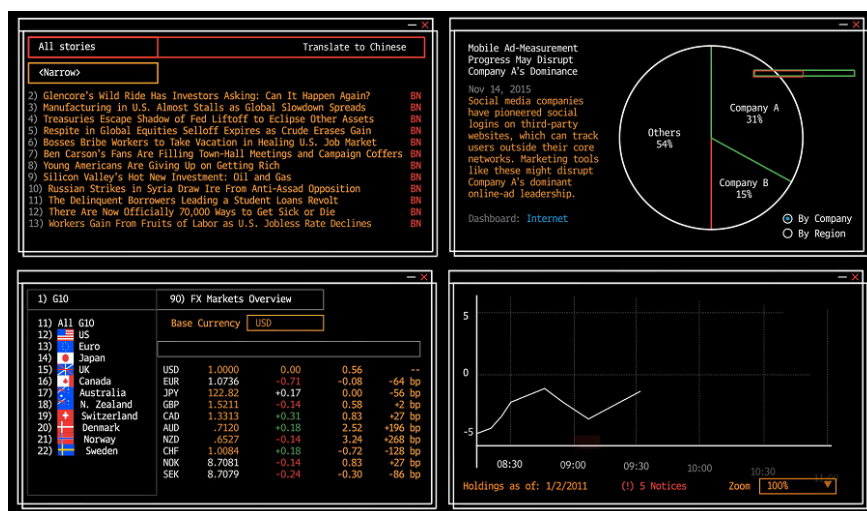 All stories
Translate to Chinese
<Narrow>
2) Glencore's Wild Ride Has Investors Asking: Can It Happen Again? BN
3) Manufacturing in U.S. Almost Stalls as Global Slowdown Spreads BN
4) Treasuries Escape Shadow of Fed Liftoff to Eclipse Other Assets BN
5) Respite in Global Equities Selloff Expires as Crude Erases Gain BN
6) Bosses Bribe Workers to Take Vacation in Healing U.S. Job Market BN
7) Ben Carson's Fans Are Filling Town-Hall Meetings and Campaign Coffers BN
8) Young Americans Are Giving Up on Getting Rich BN
9) Silicon Valley's Hot New Investment: Oil and Gas BN
10) Russian Strikes in Syria Draw Ire From Anti-Assad Opposition BN
11) The Delinquent Borrowers Leading a Student Loans Revolt BN
12) There Are Now Officially 70,000 Ways to Get Sick or Die BN
13) Workers Gain From Fruits of Labor as U.S. Jobless Rate Declines BN
Mobile Ad-Measurement
Progress May Disrupt
Company A's Dominance
Nov 14, 2015
Social media companies
have pioneered social
logins on third-party
websites, which can track
users outside their core
networks. Marketing tools
like these might disrupt
Company A's dominant
online-ad leadership.
Dashboard: Internet
Others
54%
Company A
31%
Company B
15%
By Company
By Region
1) G10
11) All G10
12) US
13) Euro
14) Japan
15) UK
16) Canada
17) Australia
18) N. Zealand
19) Switzerland
20) Denmark
21) Norway
22) Sweden
90) FX Markets Overview
Base Currency USD
USD 1.0000 0.00 0.56 --
EUR 1.0736 -0.71 -0.08 -64 bp
JPY 122.82 +0.17 0.00 -56 bp
GBP 1.5211 -0.14 0.58 +2 bp
CAD 1.3313 +0.31 0.83 +27 bp
AUD .7120 +0.18 2.52 +196 bp
NZD .6527 -0.14 3.24 +268 bp
CHF 1.0084 +0.18 -0.72 -128 bp
NOK 8.7081 -0.14 0.83 +27 bp
SEK 8.7079 -0.24 -0.30 -86 bp
5
0
-5
08:30 09:00 09:30 10:00 10:30 11:00
Holdings as of: 1/2/2011
(!) 5 Notices
Zoom 100%